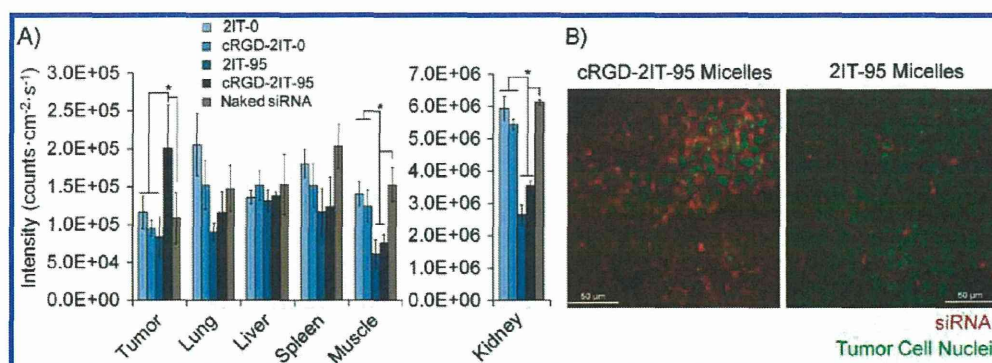 A)
2IT-0
cRGD-2IT-0
2IT-95
cRGD-2IT-95
Naked siRNA
Intensity (counts·cm-2·s-1)
3.0E+05
2.5E+05
2.0E+05
1.5E+05
1.0E+05
5.0E+04
0.0E+00
*
*
Tumor
Lung
Liver
Spleen
Muscle
7.0E+06
6.0E+06
5.0E+06
4.0E+06
3.0E+06
2.0E+06
1.0E+06
0.0E+00
*
Kidney
B)
cRGD-2IT-95 Micelles
2IT-95 Micelles
50 µm
50 µm
siRNA
Tumor Cell Nuclei